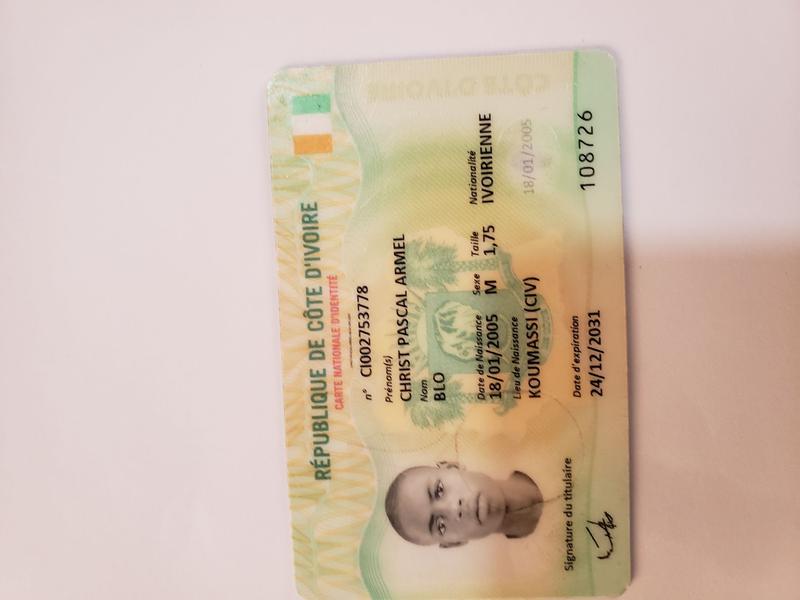 CÔTE D'IVOIRE
RÉPUBLIQUE DE CÔTE D'IVOIRE
CARTE NATIONALE D'IDENTITÉ
n° CI002753778
Prénom(s)
CHRIST PASCAL ARMEL
Nom
BLO
Date de Naissance Sexe Taille Nationalité
18/01/2005 M 1,75 IVOIRIENNE
Lieu de Naissance
KOUMASSI (CIV)
18/01/2005
Date d'expiration
24/12/2031
108726
Signature du titulaire